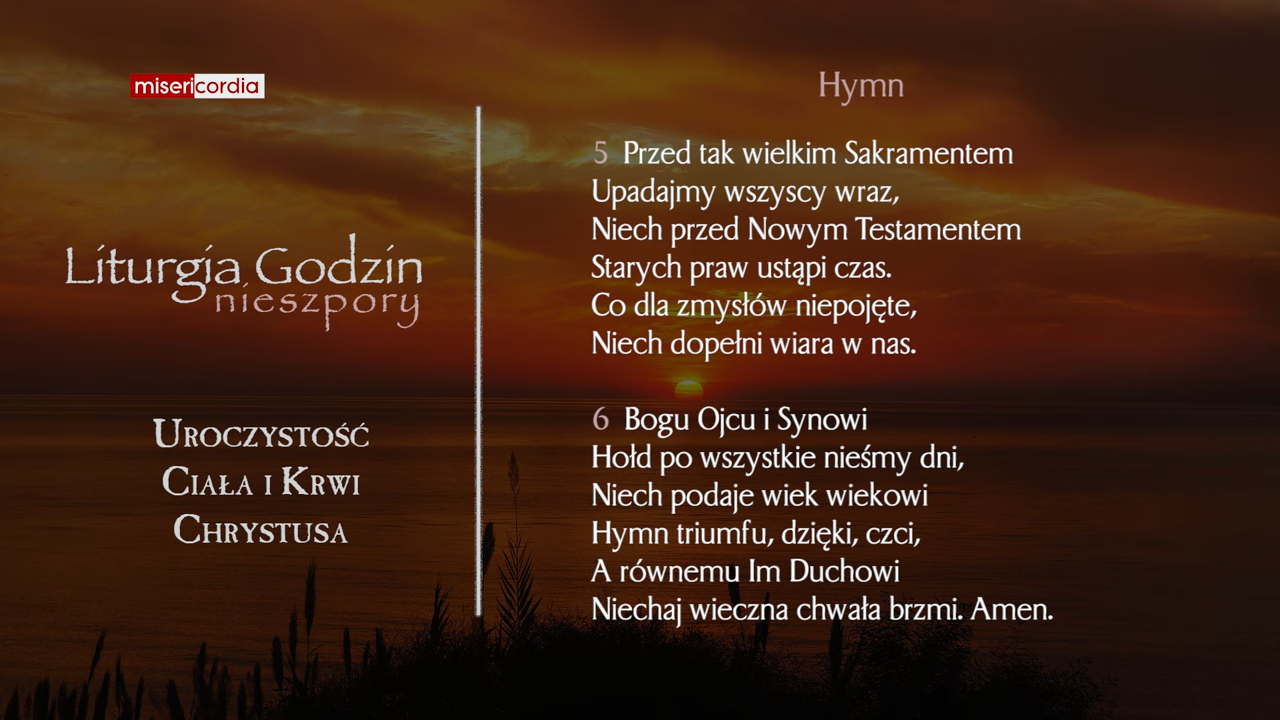 misericordia
Liturgia Godzin
nieszpory
Uroczystość
Ciała i Krwi
Chrystusa
Hymn
5 Przed tak wielkim Sakramentem
Upadajmy wszyscy wraz,
Niech przed Nowym Testamentem
Starych praw ustąpi czas.
Co dla zmysłów niepojęte,
Niech dopełni wiara w nas.
6 Bogu Ojcu i Synowi
Hołd po wszystkie nieśmy dni,
Niech podaje wiek wiekowi
Hymn triumfu, dzięki, czci,
A równemu Im Duchowi
Niechaj wieczna chwała brzmi. Amen.